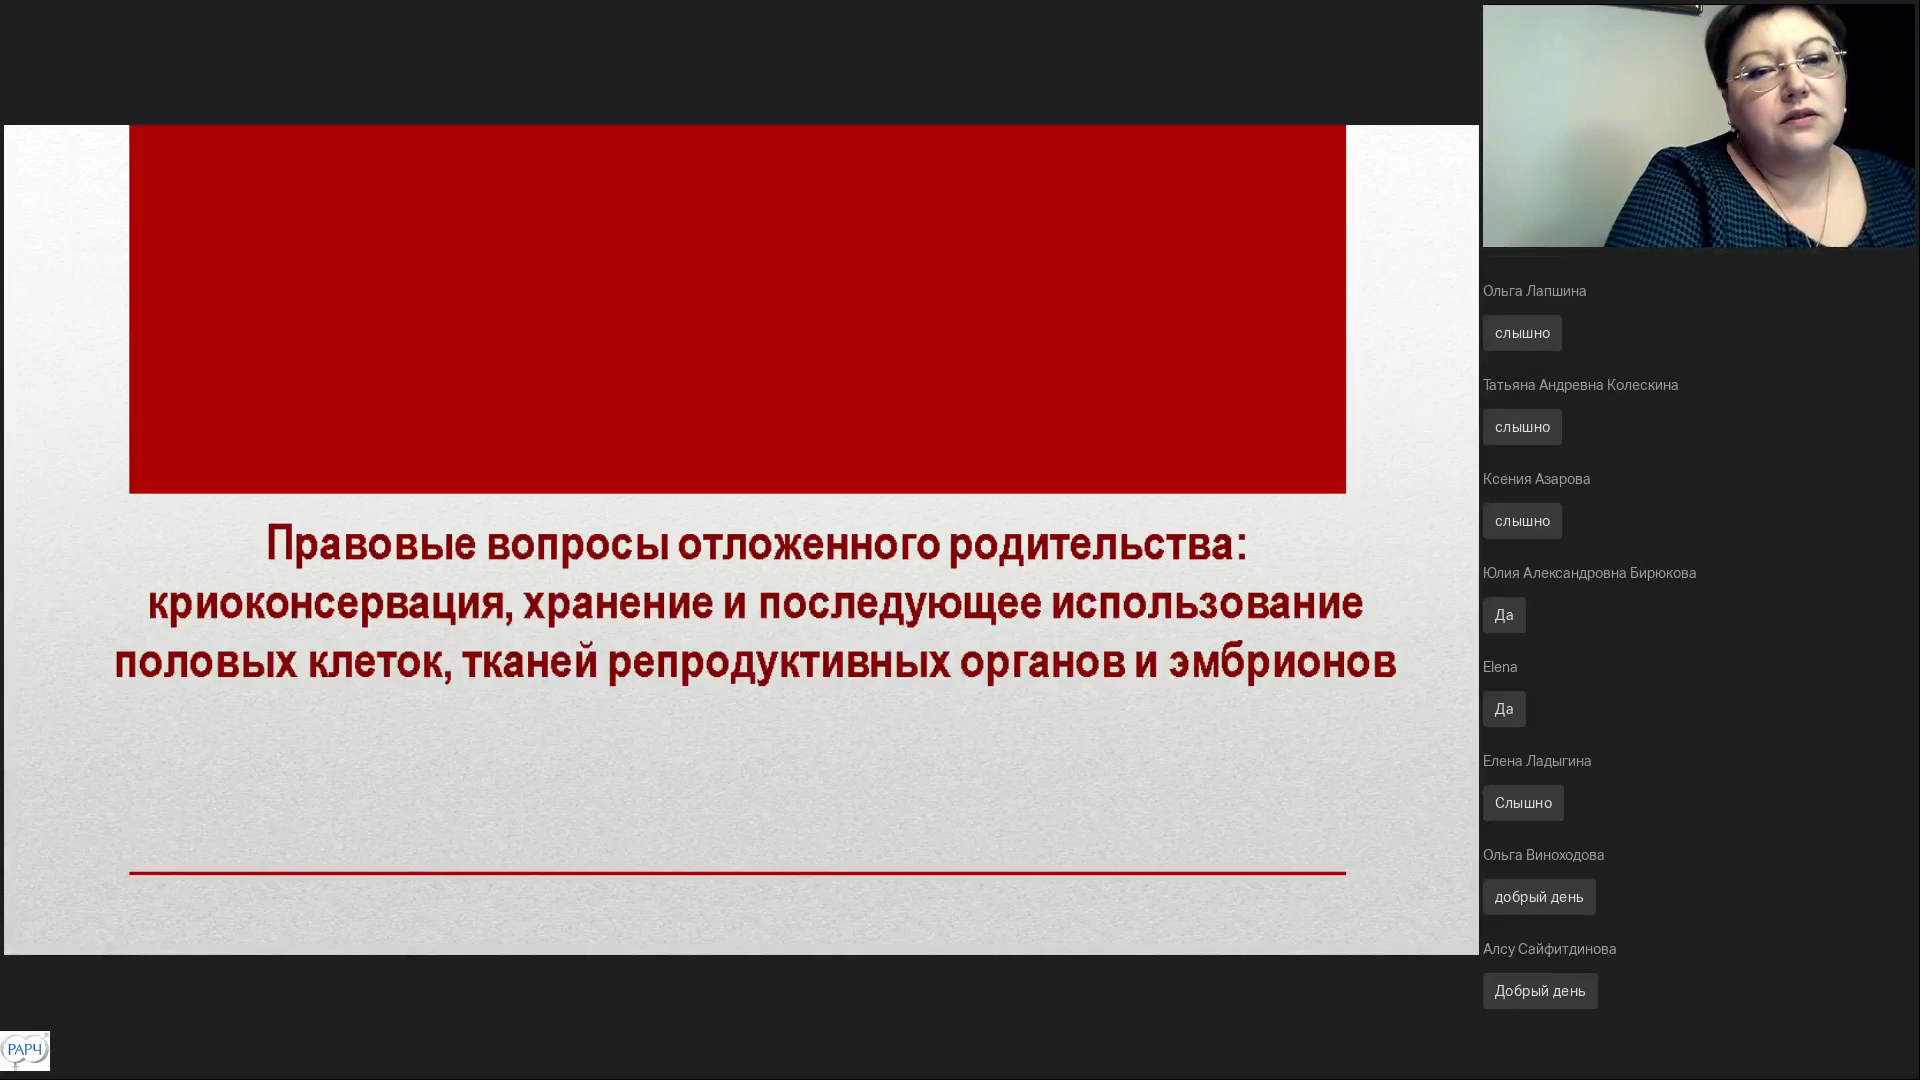 Правовые вопросы отложенного родительства:
криоконсервация, хранение и последующее использование
половых клеток, тканей репродуктивных органов и эмбрионов
Ольга Лапшина
слышно
Татьяна Андревна Колескина
слышно
Ксения Азарова
слышно
Юлия Александровна Бирюкова
Да
Elena
Да
Елена Ладыгина
Слышно
Ольга Виноходова
добрый день
Алсу Сайфитдинова
Добрый день
РАРЧ